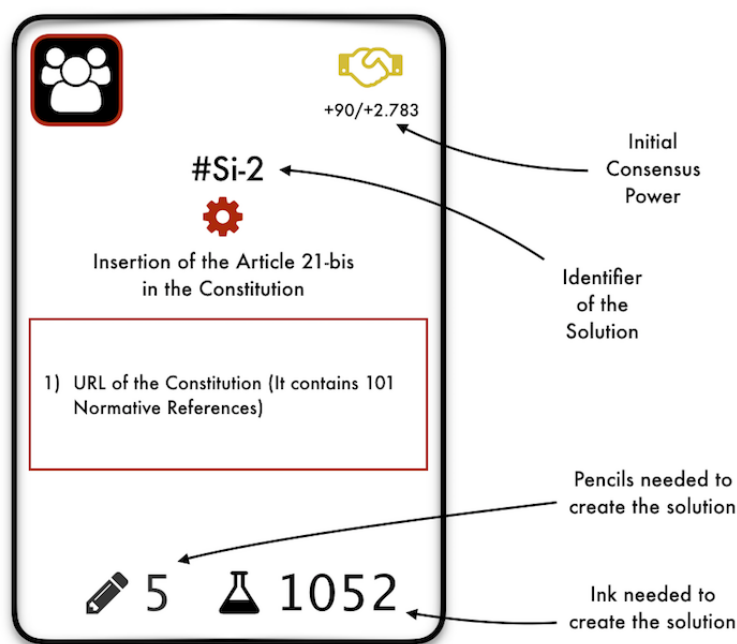 +90/+2.783
#Si-2
Insertion of the Article 21-bis
in the Constitution
1) URL of the Constitution (It contains 101
Normative References)
5 1052
Initial
Consensus
Power
Identifier
of the
Solution
Pencils needed to
create the solution
Ink needed to
create the solution